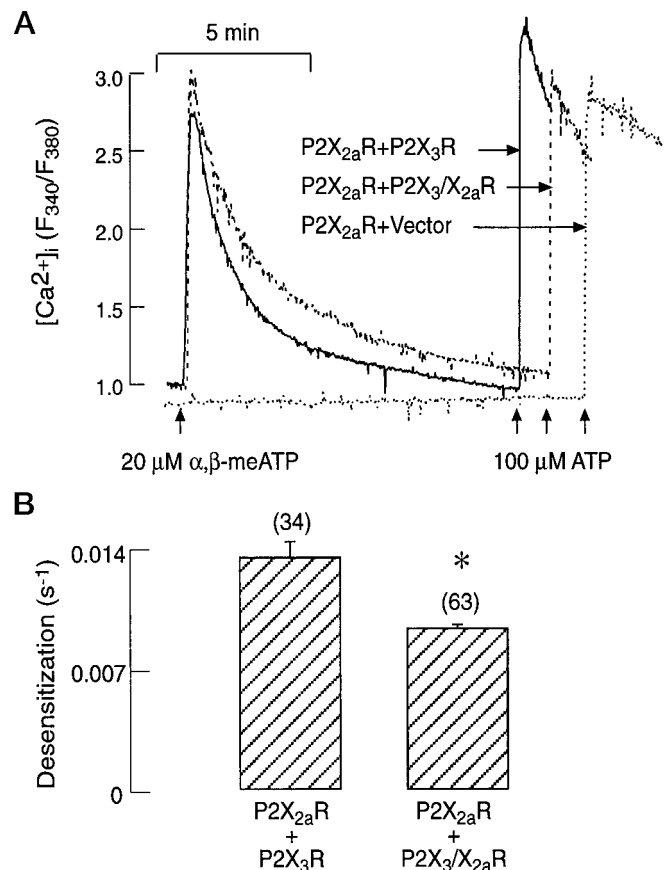 A
5 min
3.0
2.5
2.0
1.5
1.0
[Ca2+]i (F340/F380)
P2X2aR+P2X3R
P2X2aR+P2X3/X2aR
P2X2aR+Vector
20 μM α,β-meATP
100 μM ATP
B
0.014
0.007
0
Desensitization (s-1)
(34)
*
(63)
P2X2aR
+
P2X3R
P2X2aR
+
P2X3/X2aR